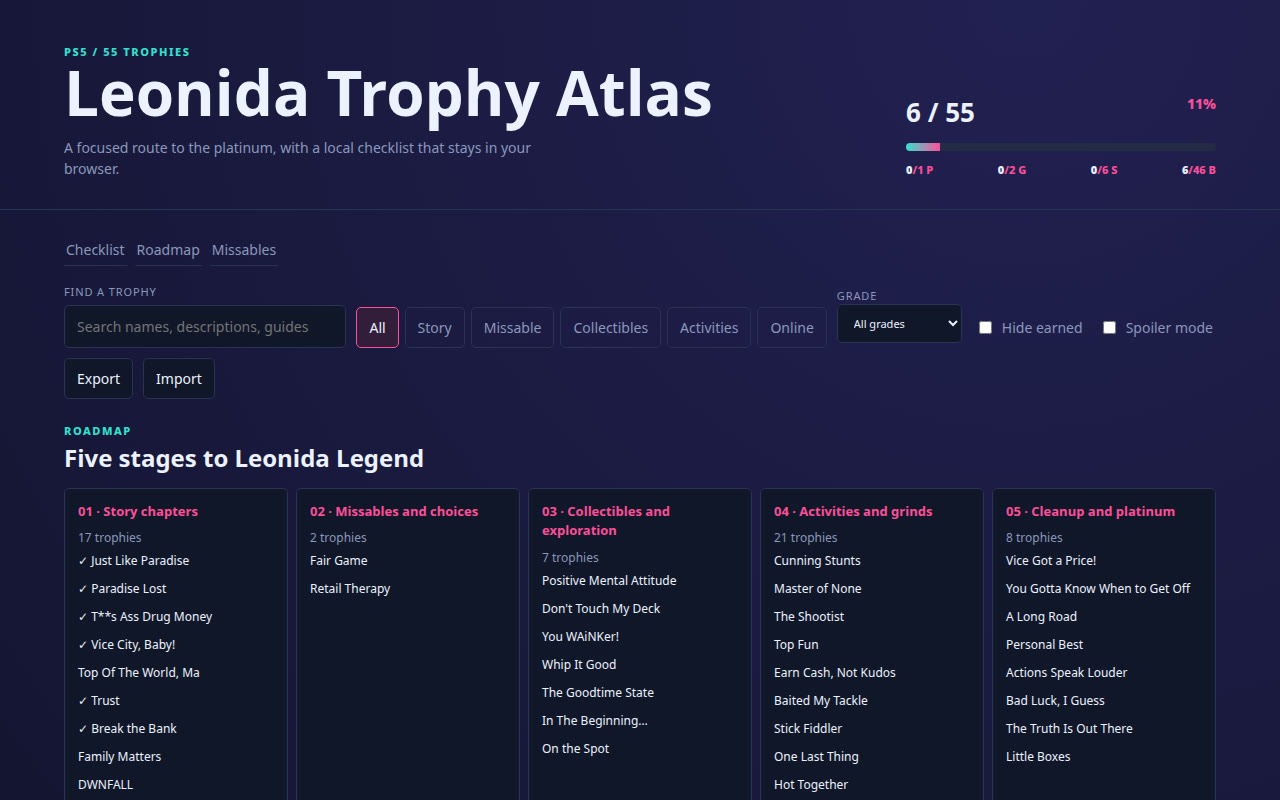 PS5 / 55 TROPHIES
Leonida Trophy Atlas
A focused route to the platinum, with a local checklist that stays in your
browser.
6 / 55
11%
0/1 P
0/2 G
0/6 S
6/46 B
Checklist
Roadmap
Missables
FIND A TROPHY
Search names, descriptions, guides
All
Story
Missable
Collectibles
Activities
Online
GRADE
All grades
Hide earned
Spoiler mode
Export
Import
ROADMAP
Five stages to Leonida Legend
01 · Story chapters
17 trophies
✓ Just Like Paradise
✓ Paradise Lost
✓ T**s Ass Drug Money
✓ Vice City, Baby!
Top Of The World, Ma
✓ Trust
✓ Break the Bank
Family Matters
DWNFALL
02 · Missables and choices
2 trophies
Fair Game
Retail Therapy
03 · Collectibles and
exploration
7 trophies
Positive Mental Attitude
Don't Touch My Deck
You WAiNKer!
Whip It Good
The Goodtime State
In The Beginning...
On the Spot
04 · Activities and grinds
21 trophies
Cunning Stunts
Master of None
The Shootist
Top Fun
Earn Cash, Not Kudos
Baited My Tackle
Stick Fiddler
One Last Thing
Hot Together
05 · Cleanup and platinum
8 trophies
Vice Got a Price!
You Gotta Know When to Get Off
A Long Road
Personal Best
Actions Speak Louder
Bad Luck, I Guess
The Truth Is Out There
Little Boxes